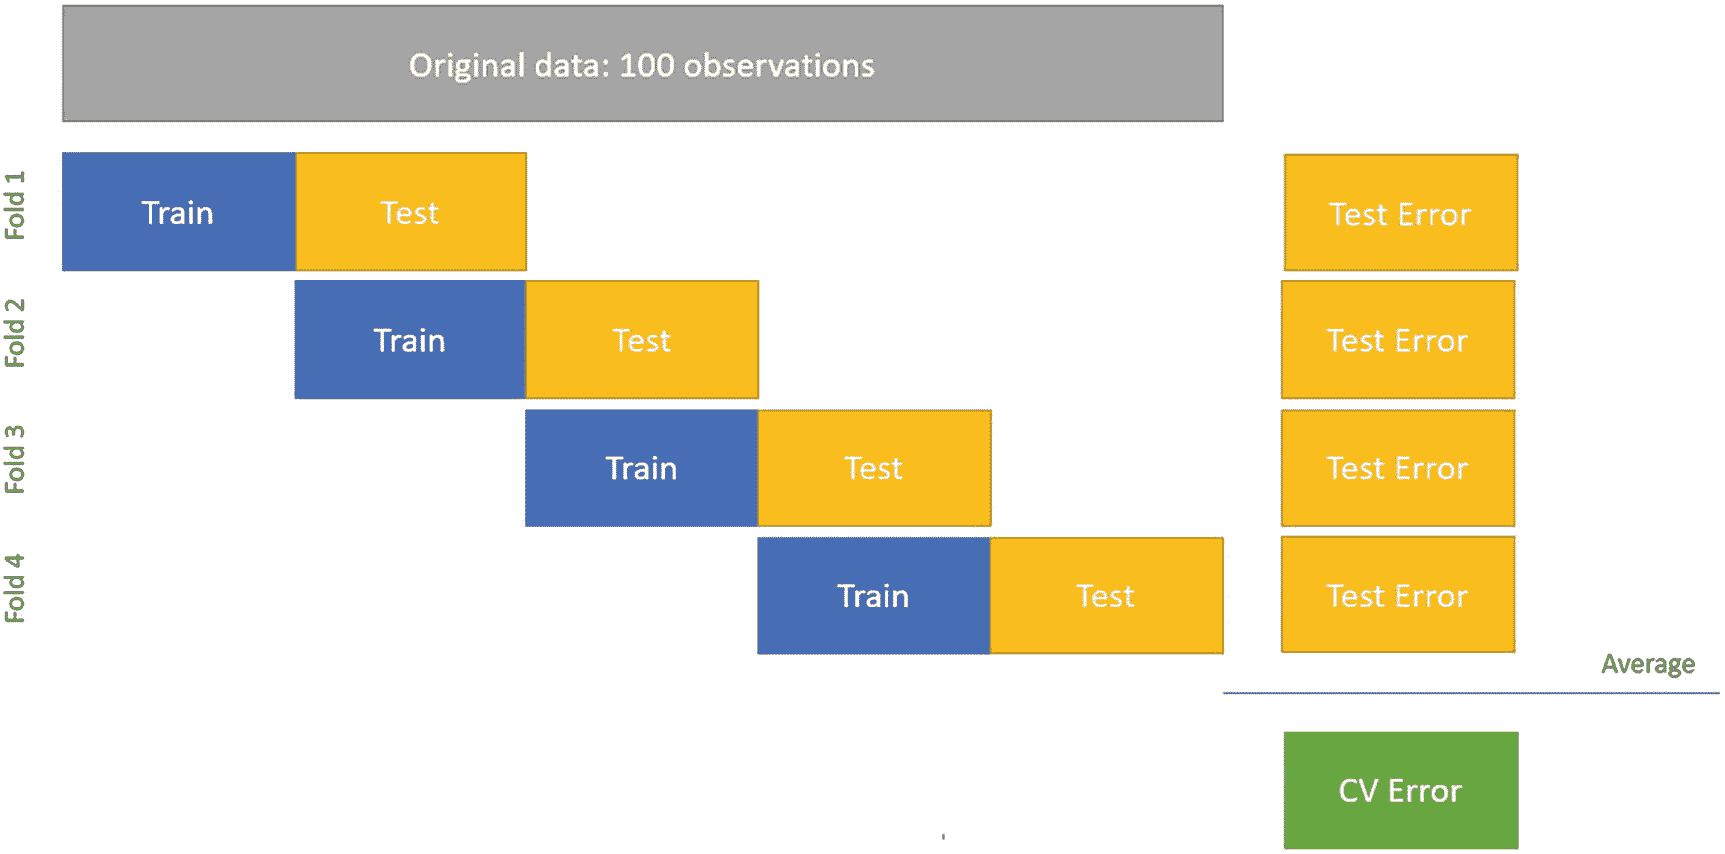 Original data: 100 observations
Fold 1
Train
Test
Test Error
Fold 2
Train
Test
Test Error
Fold 3
Train
Test
Test Error
Fold 4
Train
Test
Test Error
Average
CV Error